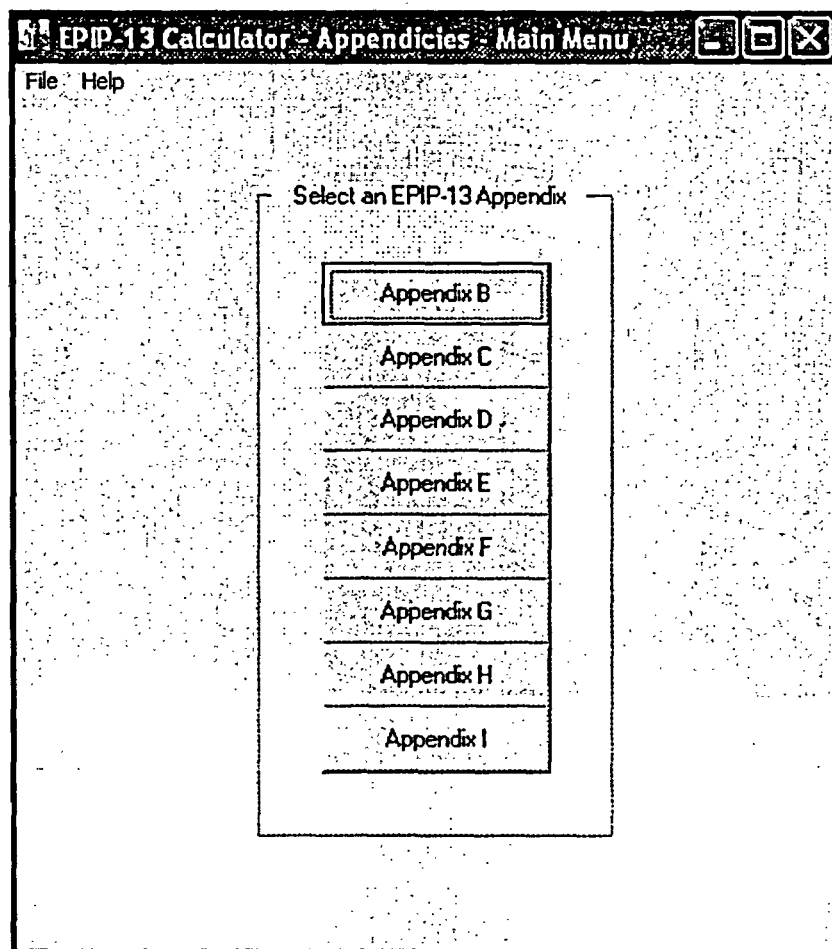 EPIP-13 Calculator - Appendicies - Main Menu
File Help
Select an EPIP-13 Appendix
Appendix B
Appendix C
Appendix D
Appendix E
Appendix F
Appendix G
Appendix H
Appendix I